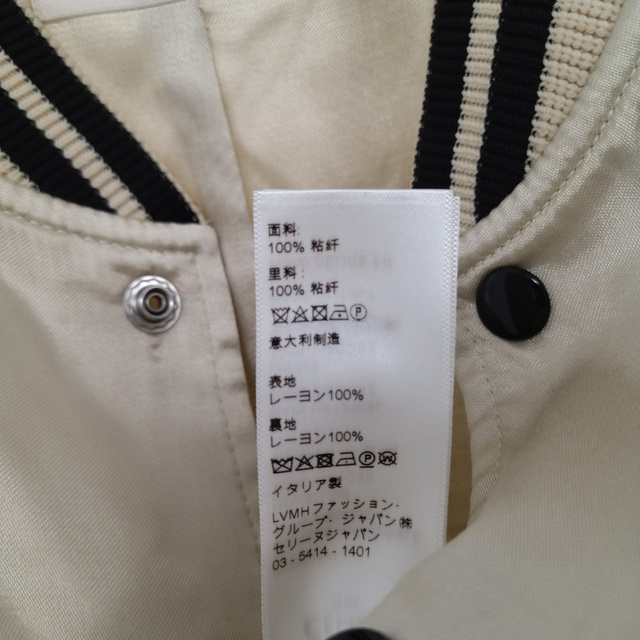 面料:
100% 粘纤
里料:
100% 粘纤
意大利制造
表地
レーヨン100%
裏地
レーヨン100%
イタリア製
LVMHファッション・
グループ・ジャパン㈱
セリーヌジャパン
03-5414-1401